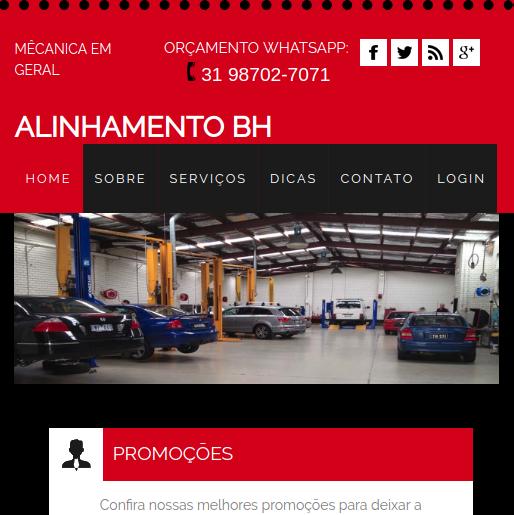 MÊCANICA EM
GERAL
ORÇAMENTO WHATSAPP:
31 98702-7071
ALINHAMENTO BH
HOME SOBRE SERVIÇOS DICAS CONTATO LOGIN
PROMOÇÕES
Confira nossas melhores promoções para deixar a